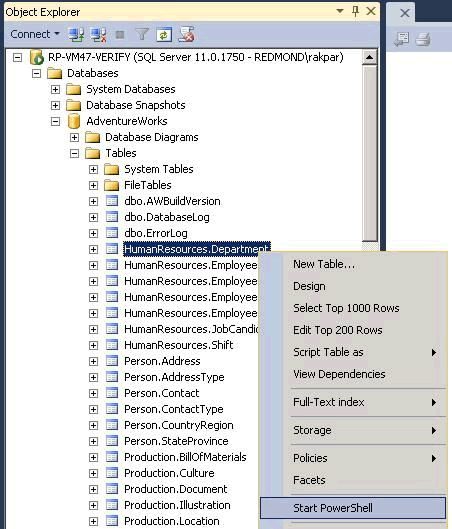 Object Explorer
Connect
RP-VM47-VERIFY (SQL Server 11.0.1750 - REDMOND\rakpar)
Databases
System Databases
Database Snapshots
AdventureWorks
Database Diagrams
Tables
System Tables
FileTables
dbo.AWBuildVersion
dbo.DatabaseLog
dbo.ErrorLog
HumanResources.Department
HumanResources.Employee
HumanResources.Employee
HumanResources.Employee
HumanResources.Employee
HumanResources.JobCandid
HumanResources.Shift
Person.Address
Person.AddressType
Person.Contact
Person.ContactType
Person.CountryRegion
Person.StateProvince
Production.BillOfMaterials
Production.Culture
Production.Document
Production.Illustration
Production.Location
New Table...
Design
Select Top 1000 Rows
Edit Top 200 Rows
Script Table as
View Dependencies
Full-Text index
Storage
Policies
Facets
Start PowerShell